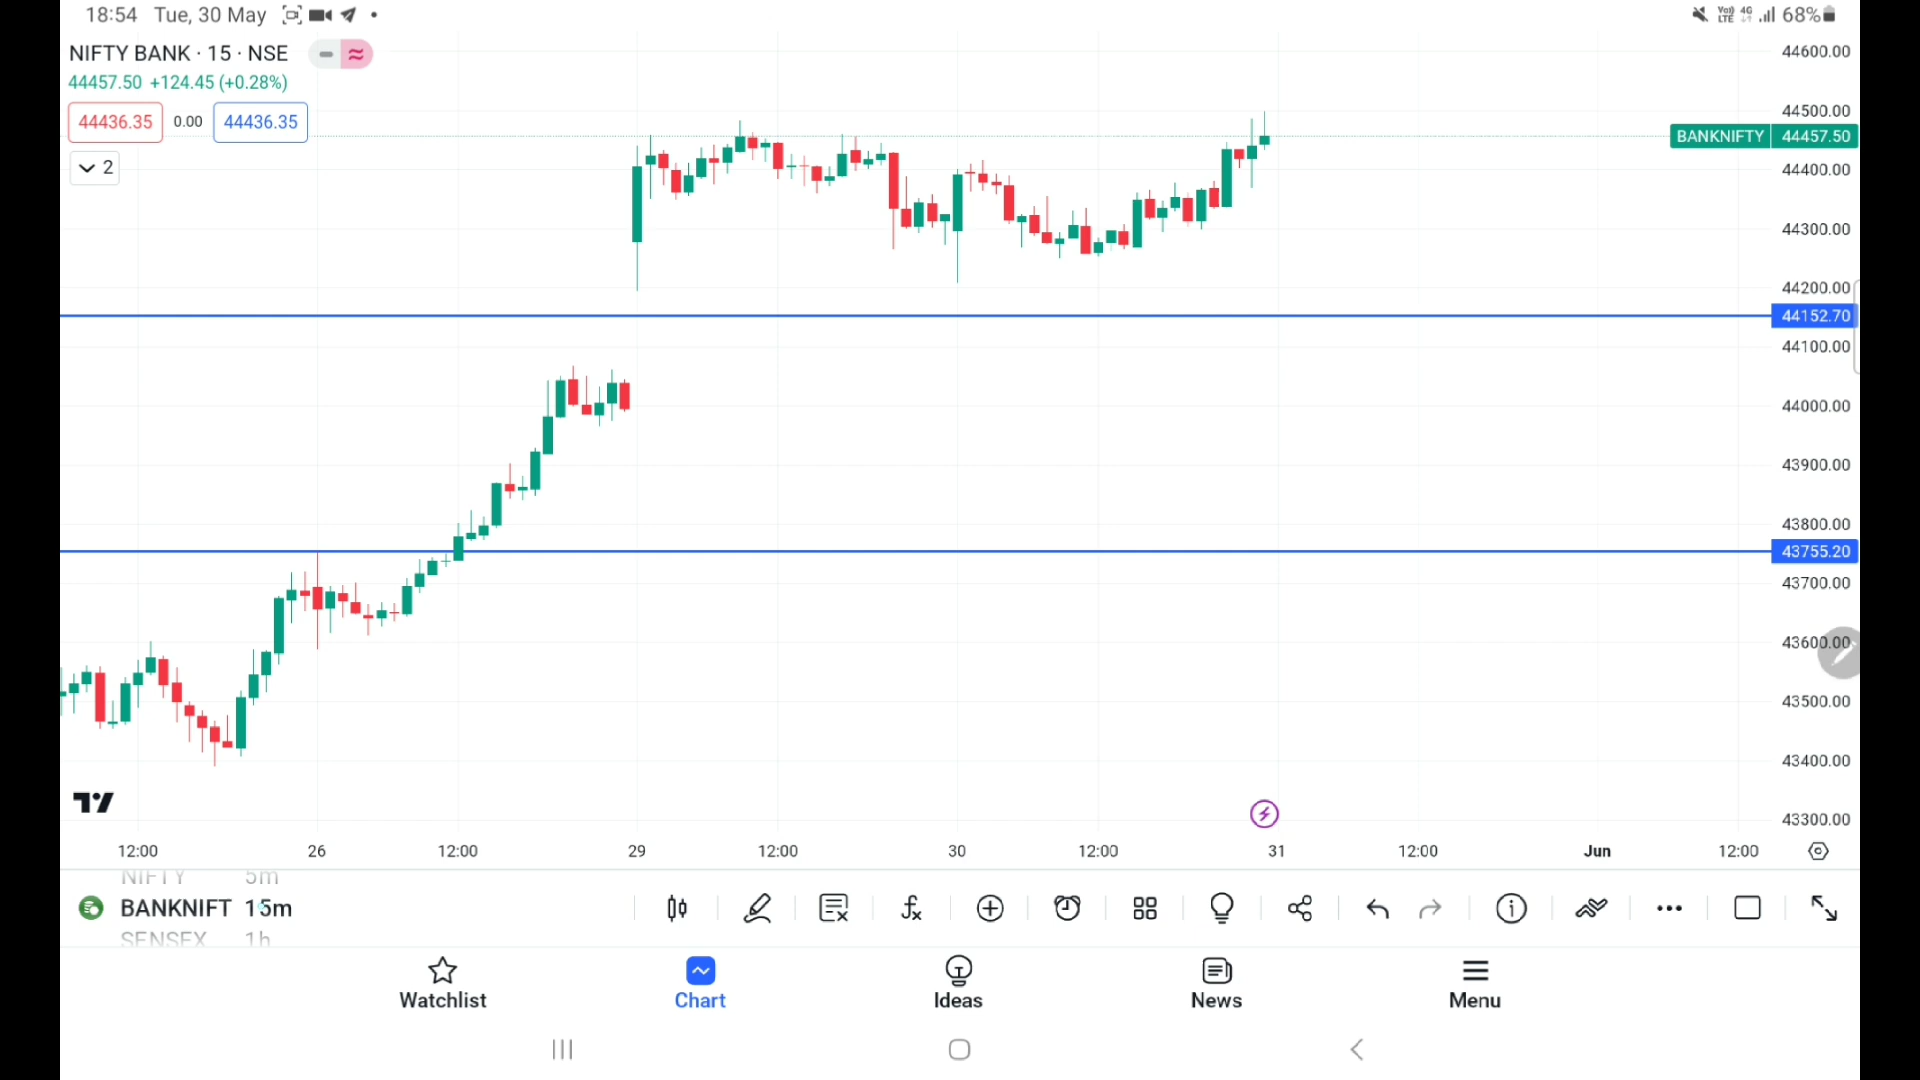 18:54 Tue, 30 May 68%
NIFTY BANK · 15 · NSE
44457.50 +124.45 (+0.28%)
44436.35 0.00 44436.35
2
44600.00
44500.00
BANKNIFTY 44457.50
44400.00
44300.00
44200.00
44152.70
44100.00
44000.00
43900.00
43800.00
43755.20
43700.00
43600.00
43500.00
43400.00
43300.00
12:00 26 12:00 29 12:00 30 12:00 31 12:00 Jun 12:00
NIFTY 5m
BANKNIFT 15m
SENSEX 1h
Watchlist Chart Ideas News Menu